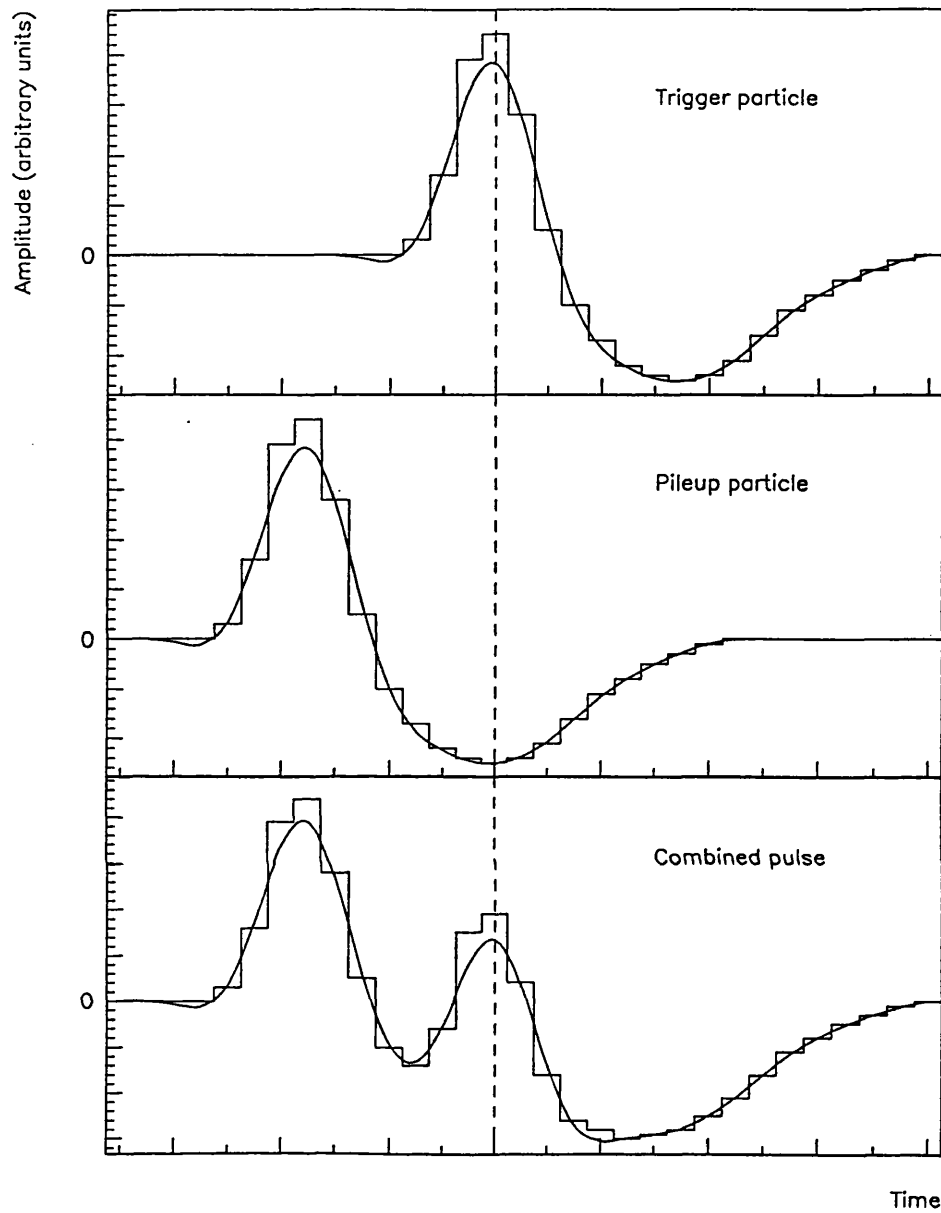 Amplitude (arbitrary units)
Trigger particle
0
Pileup particle
0
Combined pulse
0
Time